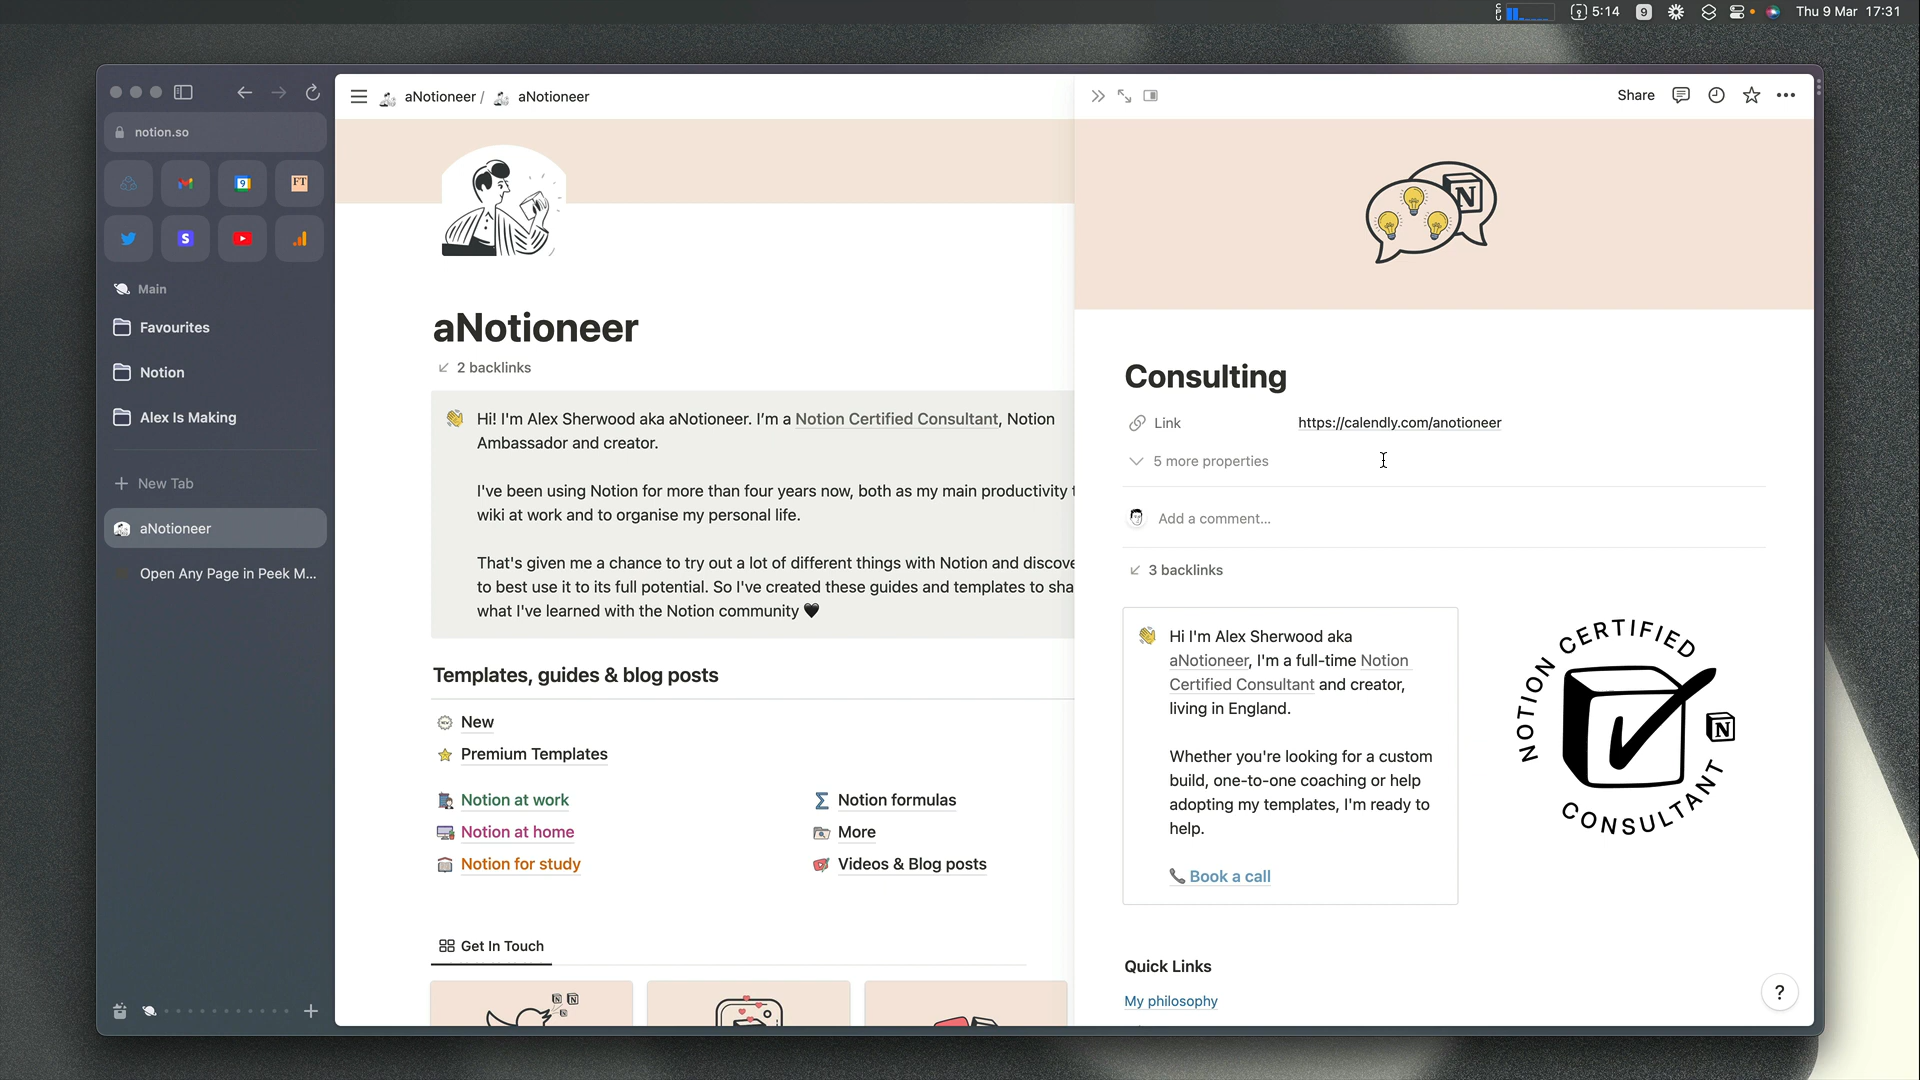 5:14
9
Thu 9 Mar 17:31
notion.so
9
FT
S
Main
Favourites
Notion
Alex Is Making
New Tab
aNotioneer
Open Any Page in Peek M...
aNotioneer / aNotioneer
aNotioneer
2 backlinks
Hi! I'm Alex Sherwood aka aNotioneer. I'm a Notion Certified Consultant, Notion
Ambassador and creator.
I've been using Notion for more than four years now, both as my main productivity
wiki at work and to organise my personal life.
That's given me a chance to try out a lot of different things with Notion and discove
to best use it to its full potential. So I've created these guides and templates to sha
what I've learned with the Notion community 🖤
Templates, guides & blog posts
New
Premium Templates
Notion at work
Notion at home
Notion for study
Notion formulas
More
Videos & Blog posts
Get In Touch
Share
N
Consulting
Link https://calendly.com/anotioneer
5 more properties
Add a comment...
3 backlinks
Hi I'm Alex Sherwood aka
aNotioneer, I'm a full-time Notion
Certified Consultant and creator,
living in England.
Whether you're looking for a custom
build, one-to-one coaching or help
adopting my templates, I'm ready to
help.
📞 Book a call
NOTION CERTIFIED
N
CONSULTANT
Quick Links
My philosophy
?